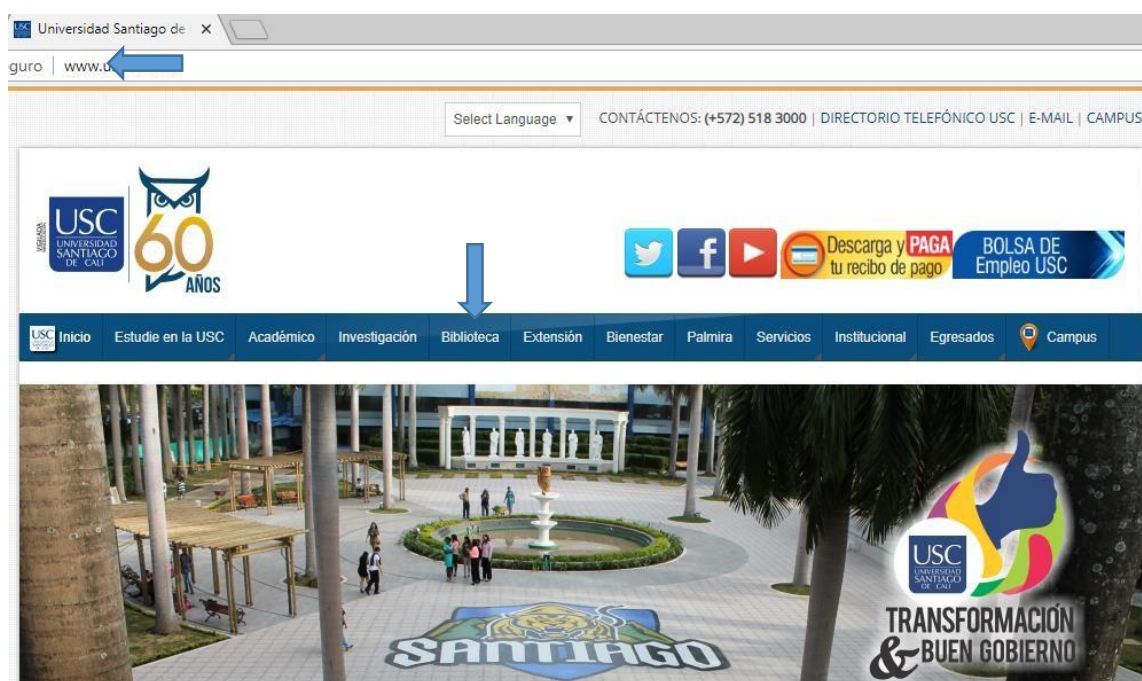 USC Universidad Santiago de
guro | www.u
Select Language
CONTÁCTENOS: (+572) 518 3000 | DIRECTORIO TELEFÓNICO USC | E-MAIL | CAMPUS
USC
UNIVERSIDAD
SANTIAGO
DE CALI
60
AÑOS
Descarga y PAGA
tu recibo de pago
BOLSA DE
Empleo USC
USC Inicio Estudie en la USC Académico Investigación Biblioteca Extensión Bienestar Palmira Servicios Institucional Egresados Campus
SANTIAGO
USC
UNIVERSIDAD
SANTIAGO
DE CALI
TRANSFORMACIÓN
& BUEN GOBIERNO